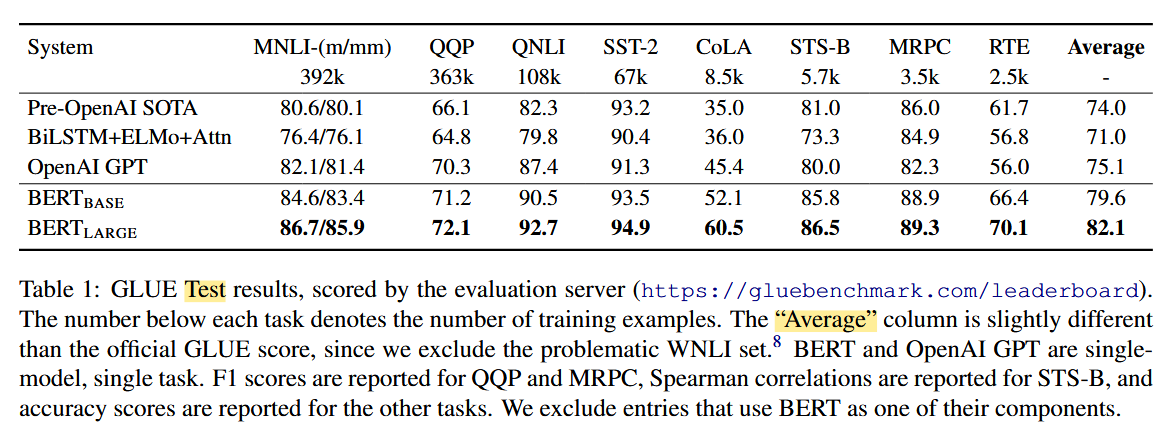 System MNLI-(m/mm) QQP QNLI SST-2 CoLA STS-B MRPC RTE Average
392k 363k 108k 67k 8.5k 5.7k 3.5k 2.5k -
Pre-OpenAI SOTA 80.6/80.1 66.1 82.3 93.2 35.0 81.0 86.0 61.7 74.0
BiLSTM+ELMo+Attn 76.4/76.1 64.8 79.8 90.4 36.0 73.3 84.9 56.8 71.0
OpenAI GPT 82.1/81.4 70.3 87.4 91.3 45.4 80.0 82.3 56.0 75.1
BERTBASE 84.6/83.4 71.2 90.5 93.5 52.1 85.8 88.9 66.4 79.6
BERTLARGE 86.7/85.9 72.1 92.7 94.9 60.5 86.5 89.3 70.1 82.1
Table 1: GLUE Test results, scored by the evaluation server (https://gluebenchmark.com/leaderboard).
The number below each task denotes the number of training examples. The “Average” column is slightly different
than the official GLUE score, since we exclude the problematic WNLI set.8 BERT and OpenAI GPT are single-
model, single task. F1 scores are reported for QQP and MRPC, Spearman correlations are reported for STS-B, and
accuracy scores are reported for the other tasks. We exclude entries that use BERT as one of their components.